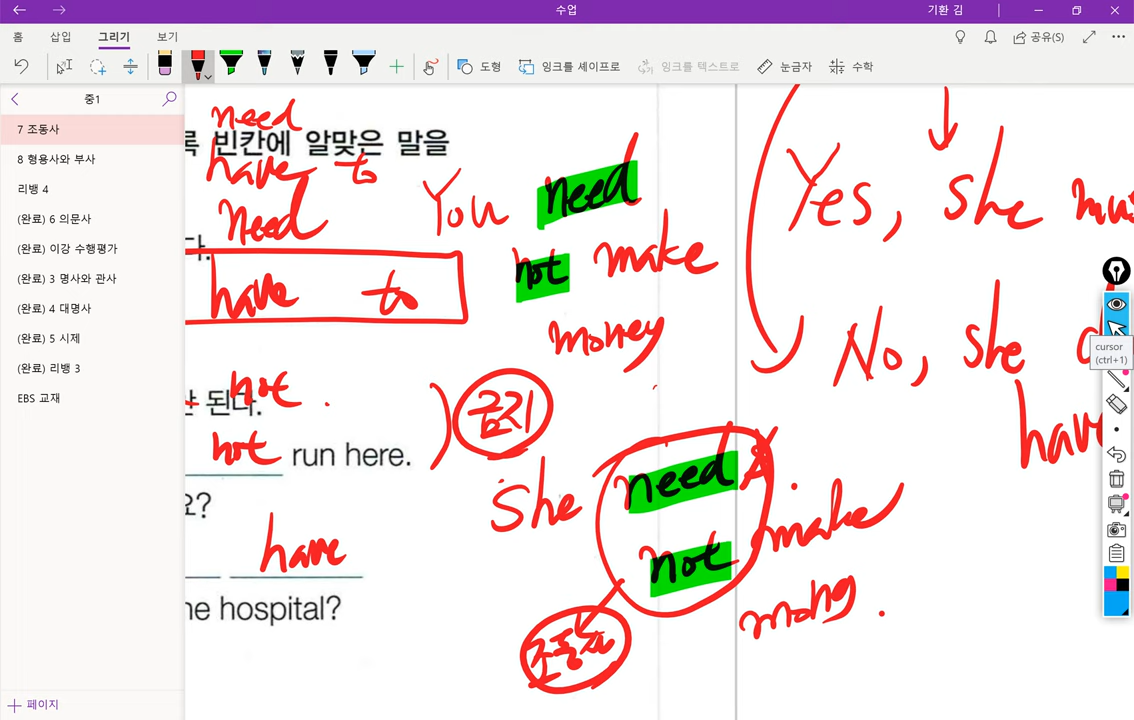 수업
기환 김
홈 삽입 그리기 보기
공유(S)
도형 잉크를 셰이프로 잉크를 텍스트로 눈금자 수학
중1
7 조동사
8 형용사와 부사
리뱅 4
(완료) 6 의문사
(완료) 이강 수행평가
(완료) 3 명사와 관사
(완료) 4 대명사
(완료) 5 시제
(완료) 리뱅 3
EBS 교재
페이지
need
빈칸에 알맞은 말을
have to
need
다.
have to
You need
not make
money
Yes, she
No, she
have
cursor
(ctrl+1)
not.
된다.
not run here.
금지
요?
have
he hospital?
She needs
not make
money.
조동사